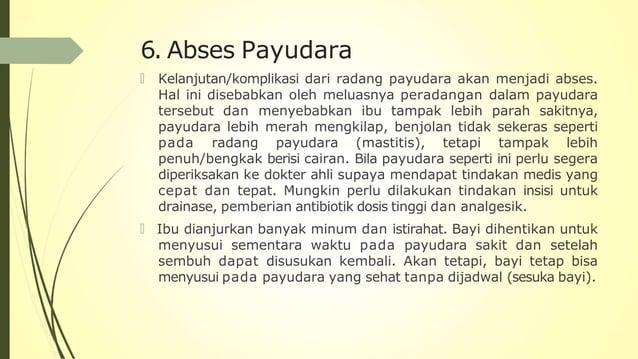 6. Abses Payudara
Kelanjutan/komplikasi dari radang payudara akan menjadi abses.
Hal ini disebabkan oleh meluasnya peradangan dalam payudara
tersebut dan menyebabkan ibu tampak lebih parah sakitnya,
payudara lebih merah mengkilap, benjolan tidak sekeras seperti
pada radang payudara (mastitis), tetapi tampak lebih
penuh/bengkak berisi cairan. Bila payudara seperti ini perlu segera
diperiksakan ke dokter ahli supaya mendapat tindakan medis yang
cepat dan tepat. Mungkin perlu dilakukan tindakan insisi untuk
drainase, pemberian antibiotik dosis tinggi dan analgesik.
Ibu dianjurkan banyak minum dan istirahat. Bayi dihentikan untuk
menyusui sementara waktu pada payudara sakit dan setelah
sembuh dapat disusukan kembali. Akan tetapi, bayi tetap bisa
menyusui pada payudara yang sehat tanpa dijadwal (sesuka bayi).